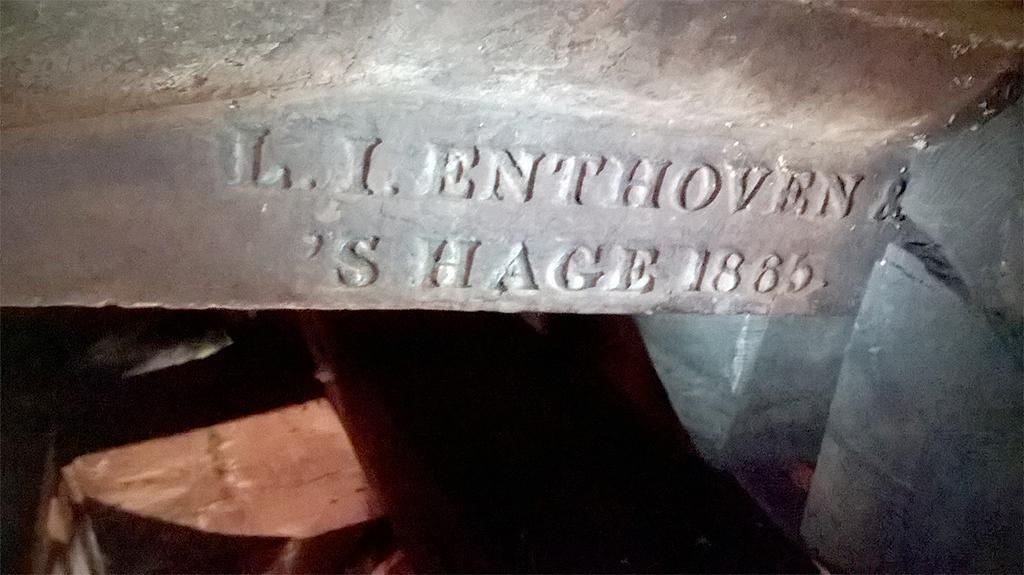 L. I. ENTHOVEN &
'S HAGE 1865.